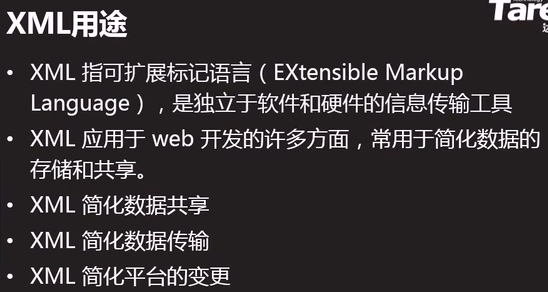 XML用途
Tare
• XML 指可扩展标记语言（EXtensible Markup
Language），是独立于软件和硬件的信息传输工具
• XML 应用于 web 开发的许多方面，常用于简化数据的
存储和共享。
• XML 简化数据共享
• XML 简化数据传输
• XML 简化平台的变更